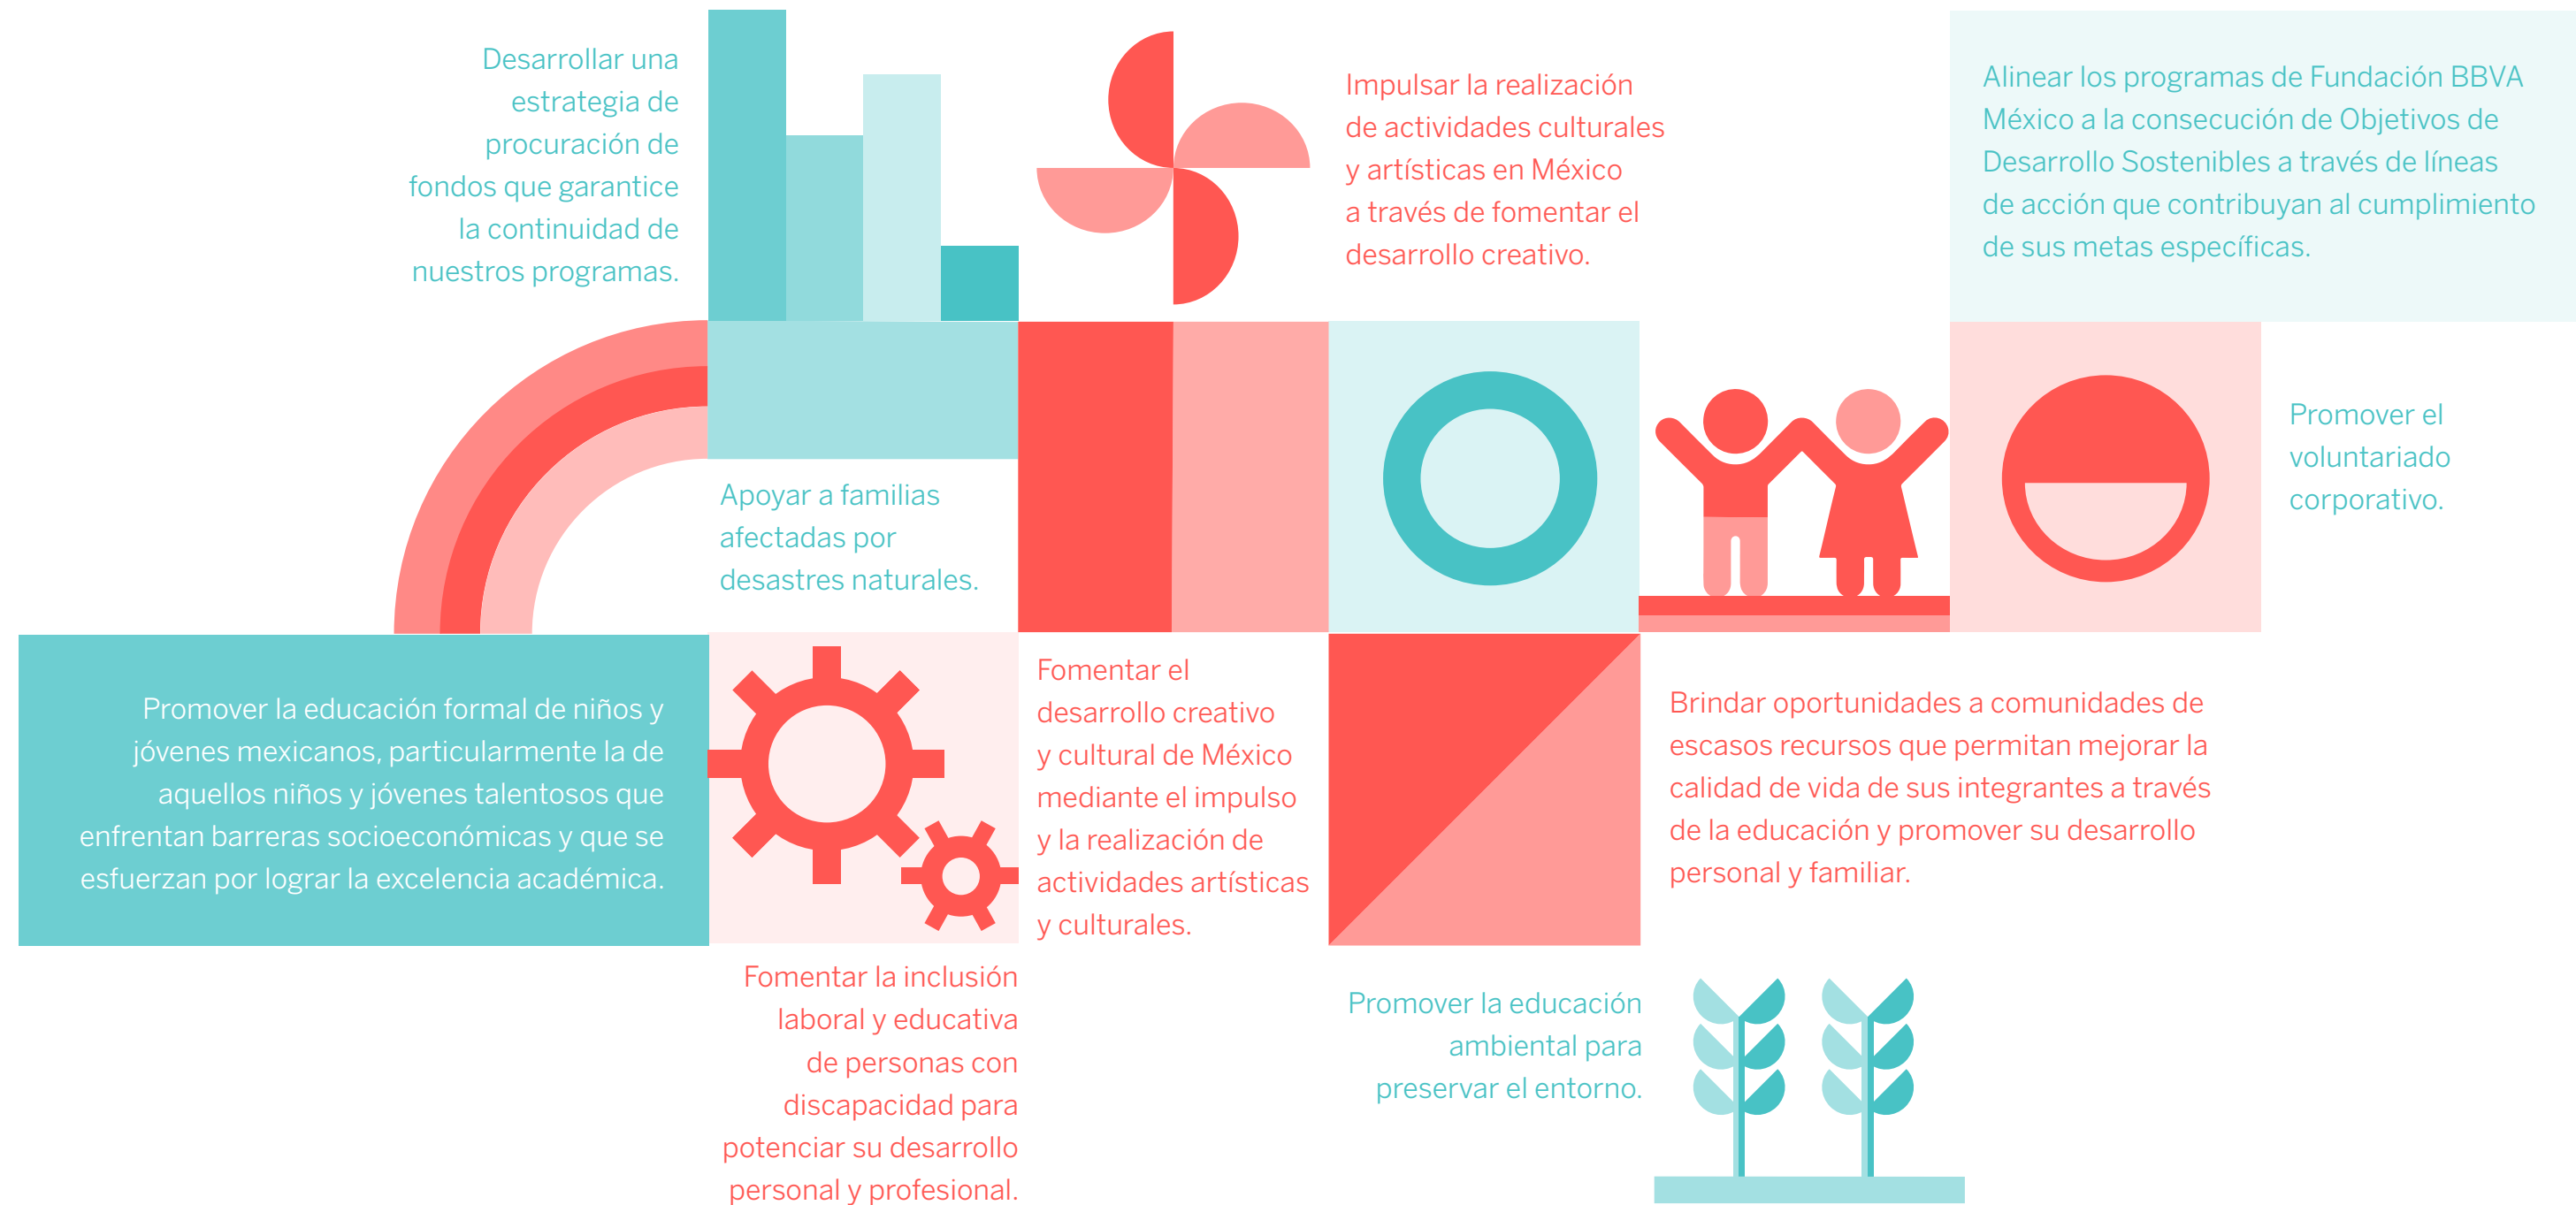 Desarrollar una
estrategia de
procuración de
fondos que garantice
la continuidad de
nuestros programas.
Impulsar la realización
de actividades culturales
y artísticas en México
a través de fomentar el
desarrollo creativo.
Alinear los programas de Fundación BBVA
México a la consecución de Objetivos de
Desarrollo Sostenibles a través de líneas
de acción que contribuyan al cumplimiento
de sus metas específicas.
Apoyar a familias
afectadas por
desastres naturales.
Promover el
voluntariado
corporativo.
Promover la educación formal de niños y
jóvenes mexicanos, particularmente la de
aquellos niños y jóvenes talentosos que
enfrentan barreras socioeconómicas y que se
esfuerzan por lograr la excelencia académica.
Fomentar el
desarrollo creativo
y cultural de México
mediante el impulso
y la realización de
actividades artísticas
y culturales.
Brindar oportunidades a comunidades de
escasos recursos que permitan mejorar la
calidad de vida de sus integrantes a través
de la educación y promover su desarrollo
personal y familiar.
Fomentar la inclusión
laboral y educativa
de personas con
discapacidad para
potenciar su desarrollo
personal y profesional.
Promover la educación
ambiental para
preservar el entorno.